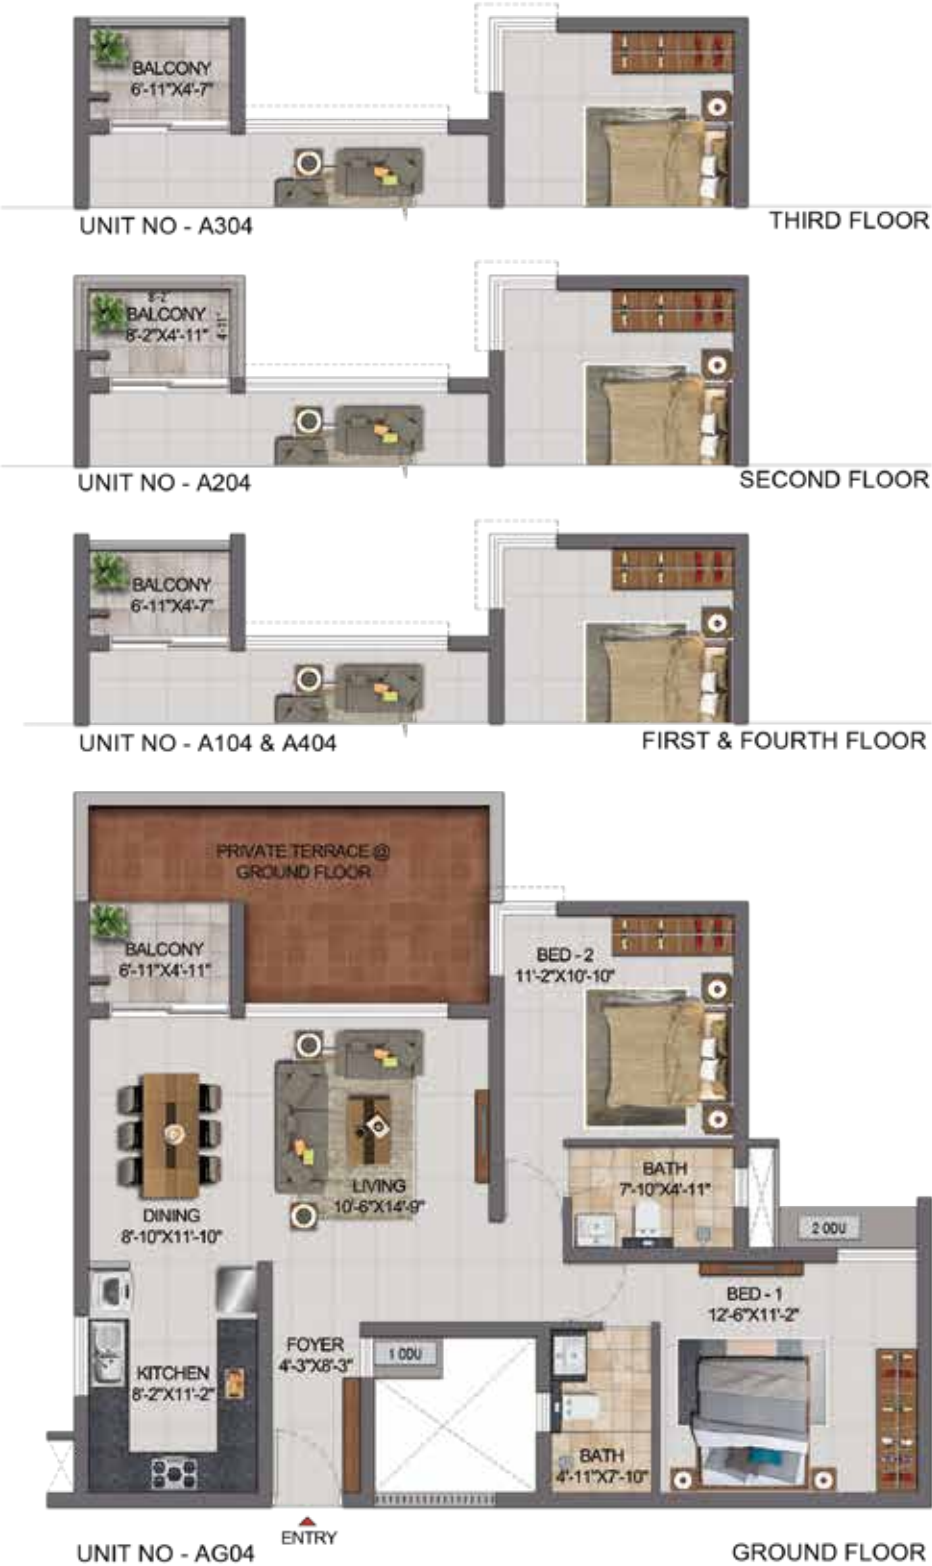 BALCONY
6'-11"X4'-7"
UNIT NO - A304
THIRD FLOOR
8'-2"
BALCONY
8'-2"X4'-11"
4'-11"
UNIT NO - A204
SECOND FLOOR
BALCONY
6'-11"X4'-7"
UNIT NO - A104 & A404
FIRST & FOURTH FLOOR
PRIVATE TERRACE @
GROUND FLOOR
BALCONY
6'-11"X4'-11"
BED - 2
11'-2"X10'-10"
LIVING
10'-6"X14'-9"
BATH
7'-10"X4'-11"
DINING
8'-10"X11'-10"
2 ODU
BED - 1
12'-6"X11'-2"
FOYER
4'-3"X8'-3"
1 ODU
KITCHEN
8'-2"X11'-2"
BATH
4'-11"X7'-10"
ENTRY
UNIT NO - AG04
GROUND FLOOR